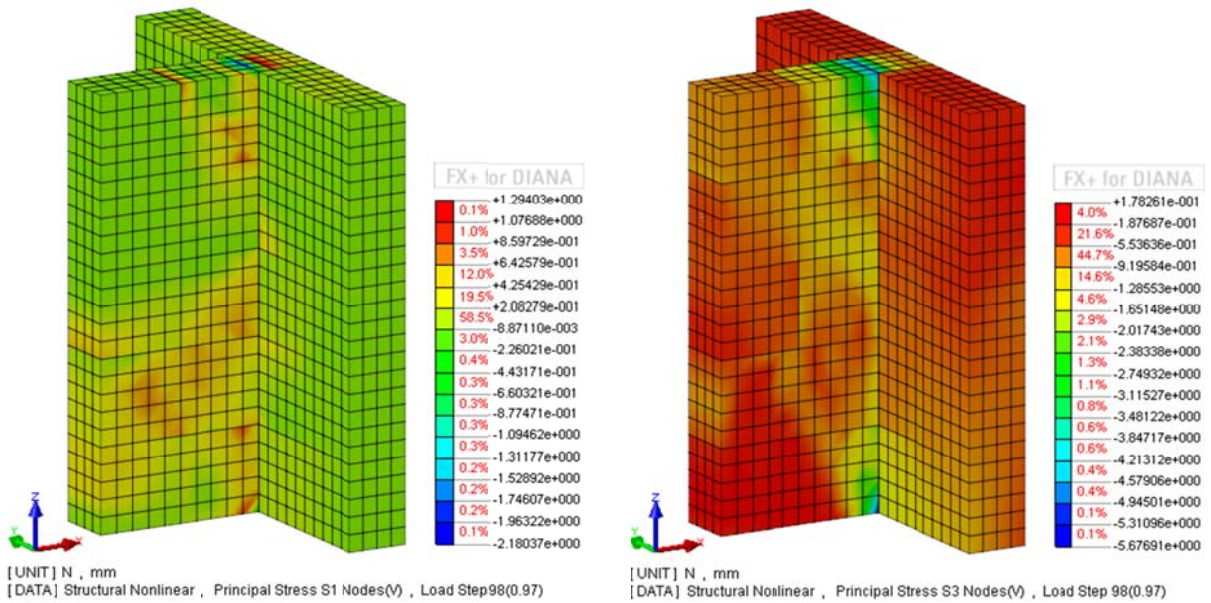 FX+ for DIANA
+1.29403e+000
0.1%
+1.07688e+000
1.0%
+8.59729e-001
3.5%
+6.42579e-001
12.0%
+4.25429e-001
19.5%
+2.08279e-001
58.5%
-8.87110e-003
3.0%
-2.26021e-001
0.4%
-4.43171e-001
0.3%
-6.60321e-001
0.3%
-8.77471e-001
0.3%
-1.09462e+000
0.3%
-1.31177e+000
0.2%
-1.52892e+000
0.2%
-1.74607e+000
0.2%
-1.96322e+000
0.1%
-2.18037e+000
Z
Y
X
[UNIT] N , mm
[DATA] Structural Nonlinear , Principal Stress S1 Nodes(V) , Load Step98(0.97)
FX+ for DIANA
+1.78261e-001
4.0%
-1.87687e-001
21.6%
-5.53636e-001
44.7%
-9.19584e-001
14.6%
-1.28553e+000
4.6%
-1.65148e+000
2.9%
-2.01743e+000
2.1%
-2.38338e+000
1.3%
-2.74932e+000
1.1%
-3.11527e+000
0.8%
-3.48122e+000
0.6%
-3.84717e+000
0.6%
-4.21312e+000
0.4%
-4.57906e+000
0.4%
-4.94501e+000
0.1%
-5.31096e+000
0.1%
-5.67691e+000
Z
Y
X
[UNIT] N , mm
[DATA] Structural Nonlinear , Principal Stress S3 Nodes(V) , Load Step 98(0.97)